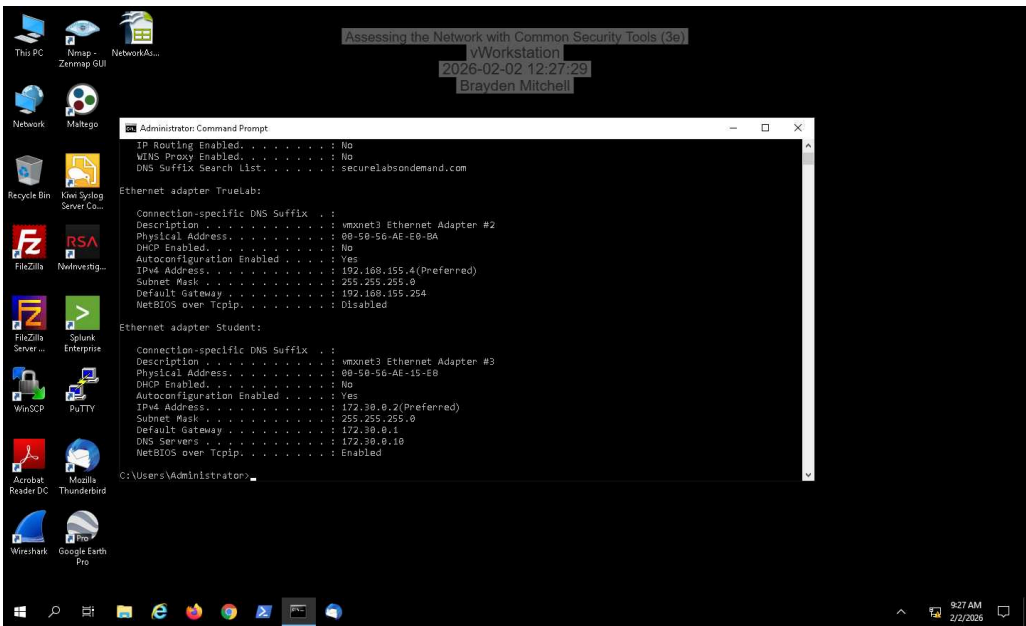 Assessing the Network with Common Security Tools (3e)
vWorkstation
2026-02-02 12:27:29
Brayden Mitchell
This PC
Nmap -
Zenmap GUI
NetworkAs...
Network
Maltego
Recycle Bin
Kiwi Syslog
Server Co...
FileZilla
RSA
NwInvestig...
FileZilla
Server ...
Splunk
Enterprise
WinSCP
PuTTY
Acrobat
Reader DC
Mozilla
Thunderbird
Wireshark
Pro
Google Earth
Pro
Administrator: Command Prompt
IP Routing Enabled. . . . . . . . : No
WINS Proxy Enabled. . . . . . . . : No
DNS Suffix Search List. . . . . . : securelabsondemand.com
Ethernet adapter TrueLab:
Connection-specific DNS Suffix  . :
Description . . . . . . . . . . . : vmxnet3 Ethernet Adapter #2
Physical Address. . . . . . . . . : 00-50-56-AE-E0-BA
DHCP Enabled. . . . . . . . . . . : No
Autoconfiguration Enabled . . . . : Yes
IPv4 Address. . . . . . . . . . . : 192.168.155.4(Preferred)
Subnet Mask . . . . . . . . . . . : 255.255.255.0
Default Gateway . . . . . . . . . : 192.168.155.254
NetBIOS over Tcpip. . . . . . . . : Disabled
Ethernet adapter Student:
Connection-specific DNS Suffix  . :
Description . . . . . . . . . . . : vmxnet3 Ethernet Adapter #3
Physical Address. . . . . . . . . : 00-50-56-AE-15-E0
DHCP Enabled. . . . . . . . . . . : No
Autoconfiguration Enabled . . . . : Yes
IPv4 Address. . . . . . . . . . . : 172.30.0.2(Preferred)
Subnet Mask . . . . . . . . . . . : 255.255.255.0
Default Gateway . . . . . . . . . : 172.30.0.1
DNS Servers . . . . . . . . . . . : 172.30.0.10
NetBIOS over Tcpip. . . . . . . . : Enabled
C:\Users\Administrator>
9:27 AM
2/2/2026